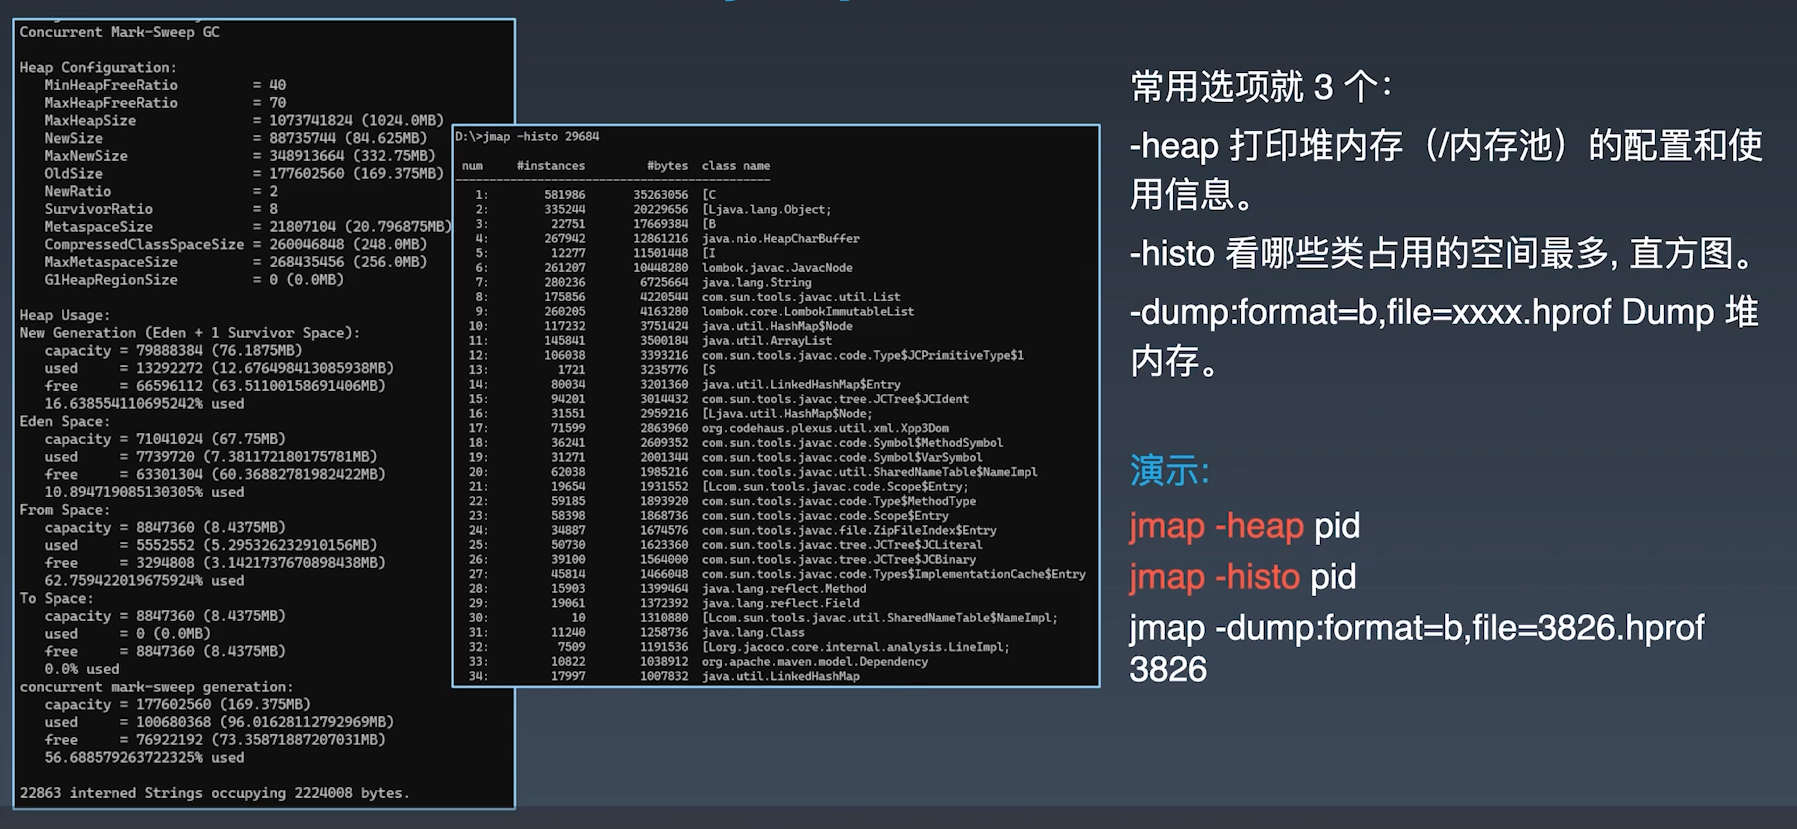 Concurrent Mark-Sweep GC
Heap Configuration:
MinHeapFreeRatio = 40
MaxHeapFreeRatio = 70
MaxHeapSize = 1073741824 (1024.0MB)
NewSize = 88735744 (84.625MB)
MaxNewSize = 348913664 (332.75MB)
OldSize = 177602560 (169.375MB)
NewRatio = 2
SurvivorRatio = 8
MetaspaceSize = 21807104 (20.796875MB)
CompressedClassSpaceSize = 260046848 (248.0MB)
MaxMetaspaceSize = 268435456 (256.0MB)
G1HeapRegionSize = 0 (0.0MB)
Heap Usage:
New Generation (Eden + 1 Survivor Space):
capacity = 79888384 (76.1875MB)
used = 13292272 (12.676498413085938MB)
free = 66596112 (63.51100158691406MB)
16.638554110695242% used
Eden Space:
capacity = 71041024 (67.75MB)
used = 7739720 (7.381172180175781MB)
free = 63301304 (60.36882781982422MB)
10.894719085130305% used
From Space:
capacity = 8847360 (8.4375MB)
used = 5552552 (5.295326232910156MB)
free = 3294808 (3.1421737670898438MB)
62.759422019675924% used
To Space:
capacity = 8847360 (8.4375MB)
used = 0 (0.0MB)
free = 8847360 (8.4375MB)
0.0% used
concurrent mark-sweep generation:
capacity = 177602560 (169.375MB)
used = 100680368 (96.01628112792969MB)
free = 76922192 (73.35871887207031MB)
56.688579263722325% used
22863 interned Strings occupying 2224008 bytes.
D:\>jmap -histo 29684
num #instances #bytes class name
----------------------------------------------
1: 581986 35263056 [C
2: 335244 20229656 [Ljava.lang.Object;
3: 22751 17669384 [B
4: 267942 12861216 java.nio.HeapCharBuffer
5: 12277 11501448 [I
6: 261207 10448280 lombok.javac.JavacNode
7: 280236 6725664 java.lang.String
8: 175856 4220544 com.sun.tools.javac.util.List
9: 260205 4163280 lombok.core.LombokImmutableList
10: 117232 3751424 java.util.HashMap$Node
11: 145841 3500184 java.util.ArrayList
12: 106038 3393216 com.sun.tools.javac.code.Type$JCPrimitiveType$1
13: 1721 3235776 [S
14: 80034 3201360 java.util.LinkedHashMap$Entry
15: 94201 3014432 com.sun.tools.javac.tree.JCTree$JCIdent
16: 31551 2959216 [Ljava.util.HashMap$Node;
17: 71599 2863960 org.codehaus.plexus.util.xml.Xpp3Dom
18: 36241 2609352 com.sun.tools.javac.code.Symbol$MethodSymbol
19: 31271 2001344 com.sun.tools.javac.code.Symbol$VarSymbol
20: 62038 1985216 com.sun.tools.javac.util.SharedNameTable$NameImpl
21: 19654 1931552 [Lcom.sun.tools.javac.code.Scope$Entry;
22: 59185 1893920 com.sun.tools.javac.code.Type$MethodType
23: 58398 1868736 com.sun.tools.javac.code.Scope$Entry
24: 34887 1674576 com.sun.tools.javac.file.ZipFileIndex$Entry
25: 50730 1623360 com.sun.tools.javac.tree.JCTree$JCLiteral
26: 39100 1564000 com.sun.tools.javac.tree.JCTree$JCBinary
27: 45814 1466048 com.sun.tools.javac.code.Types$ImplementationCache$Entry
28: 15903 1399464 java.lang.reflect.Method
29: 19061 1372392 java.lang.reflect.Field
30: 10 1310880 [Lcom.sun.tools.javac.util.SharedNameTable$NameImpl;
31: 11240 1258736 java.lang.Class
32: 7509 1191536 [Lorg.jacoco.core.internal.analysis.LineImpl;
33: 10822 1038912 org.apache.maven.model.Dependency
34: 17997 1007832 java.util.LinkedHashMap
常用选项就 3 个：
-heap 打印堆内存（/内存池）的配置和使
用信息。
-histo 看哪些类占用的空间最多, 直方图。
-dump:format=b,file=xxxx.hprof Dump 堆
内存。
演示:
jmap -heap pid
jmap -histo pid
jmap -dump:format=b,file=3826.hprof
3826